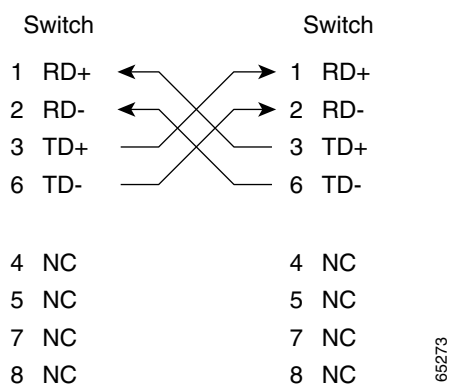 Switch Switch
1 RD+ 1 RD+
2 RD- 2 RD-
3 TD+ 3 TD+
6 TD- 6 TD-
4 NC 4 NC
5 NC 5 NC
7 NC 7 NC
8 NC 8 NC
65273